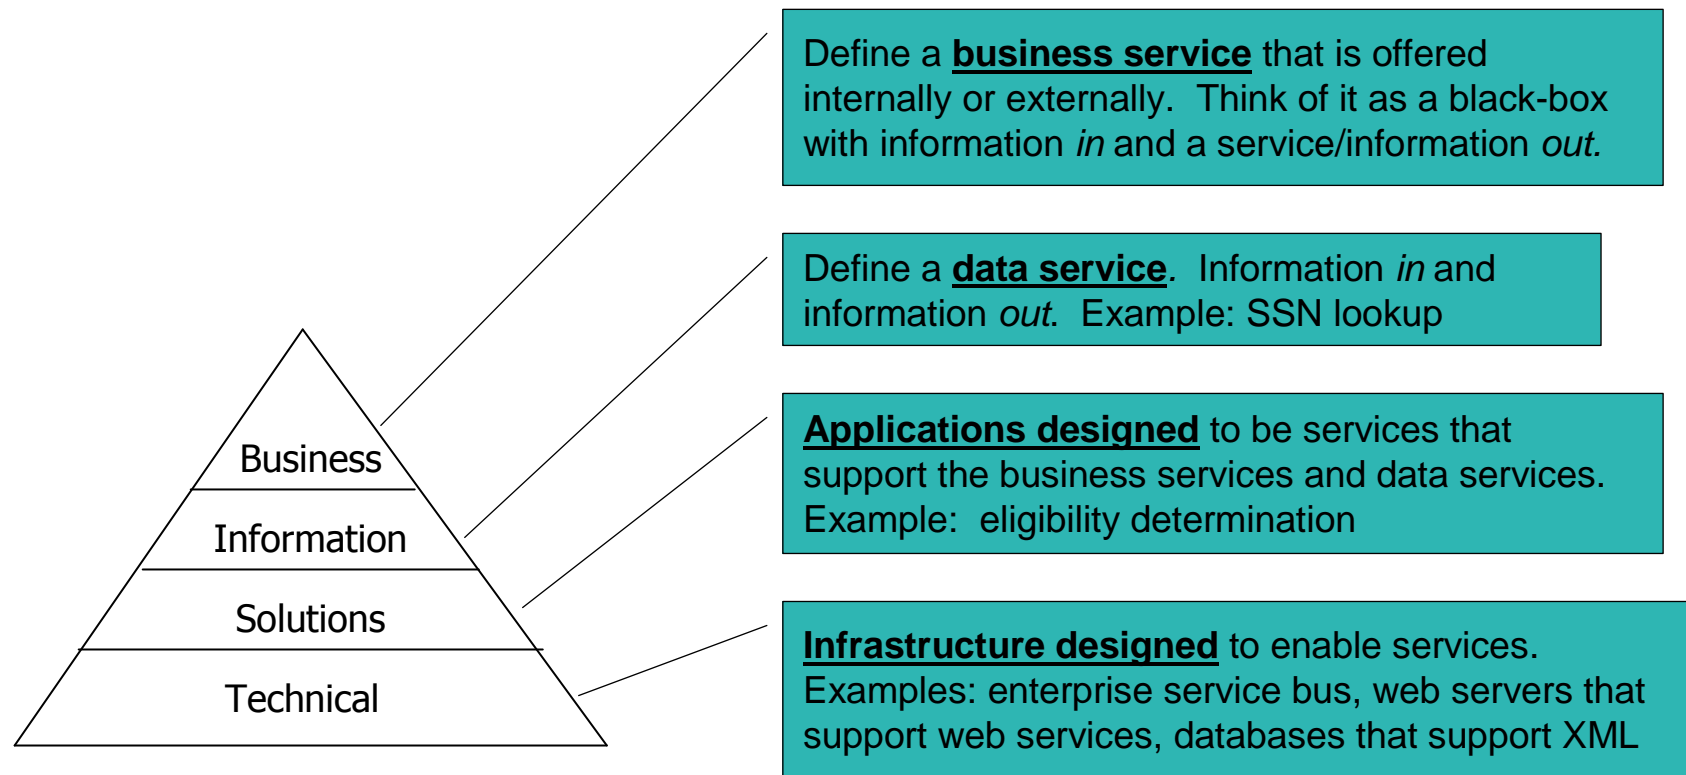 Define a business service that is offered
internally or externally. Think of it as a black-box
with information in and a service/information out.
Define a data service. Information in and
information out. Example: SSN lookup
Applications designed to be services that
support the business services and data services.
Example: eligibility determination
Infrastructure designed to enable services.
Examples: enterprise service bus, web servers that
support web services, databases that support XML
Business
Information
Solutions
Technical